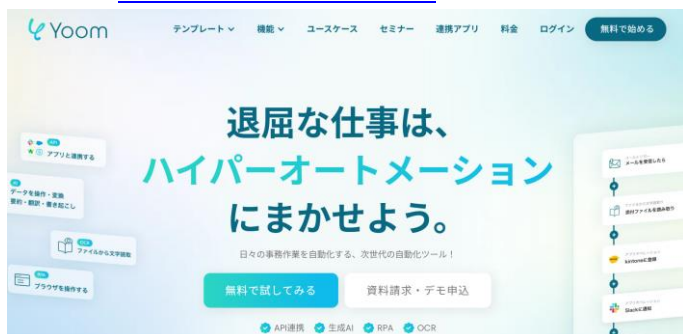 Yoom
テンプレート
機能
ユースケース
セミナー
連携アプリ
料金
ログイン
無料で始める
退屈な仕事は、
ハイパーオートメーション
にまかせよう。
日々の事務作業を自動化する、次世代の自動化ツール！
無料で試してみる
資料請求・デモ申込
API連携
生成AI
RPA
OCR
アプリと連携する
データを操作・変換
要約・翻訳・書き起こし
ファイルから文字読取
ブラウザを操作する
メールを受信したら
添付ファイルを読み取り
kintoneに登録
Slackに通知